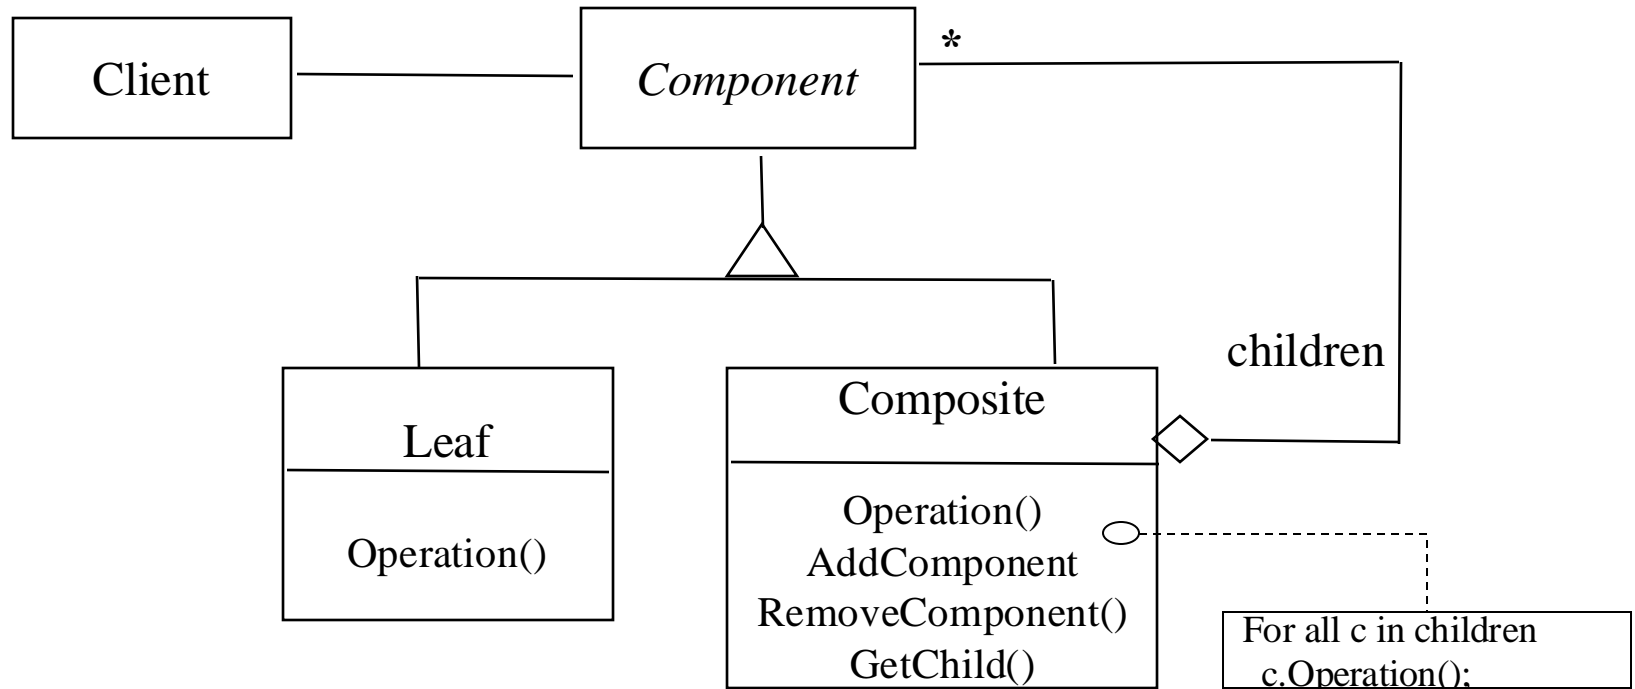 Client
Component
*
children
Leaf
Operation()
Composite
Operation()
AddComponent
RemoveComponent()
GetChild()
For all c in children
c.Operation();